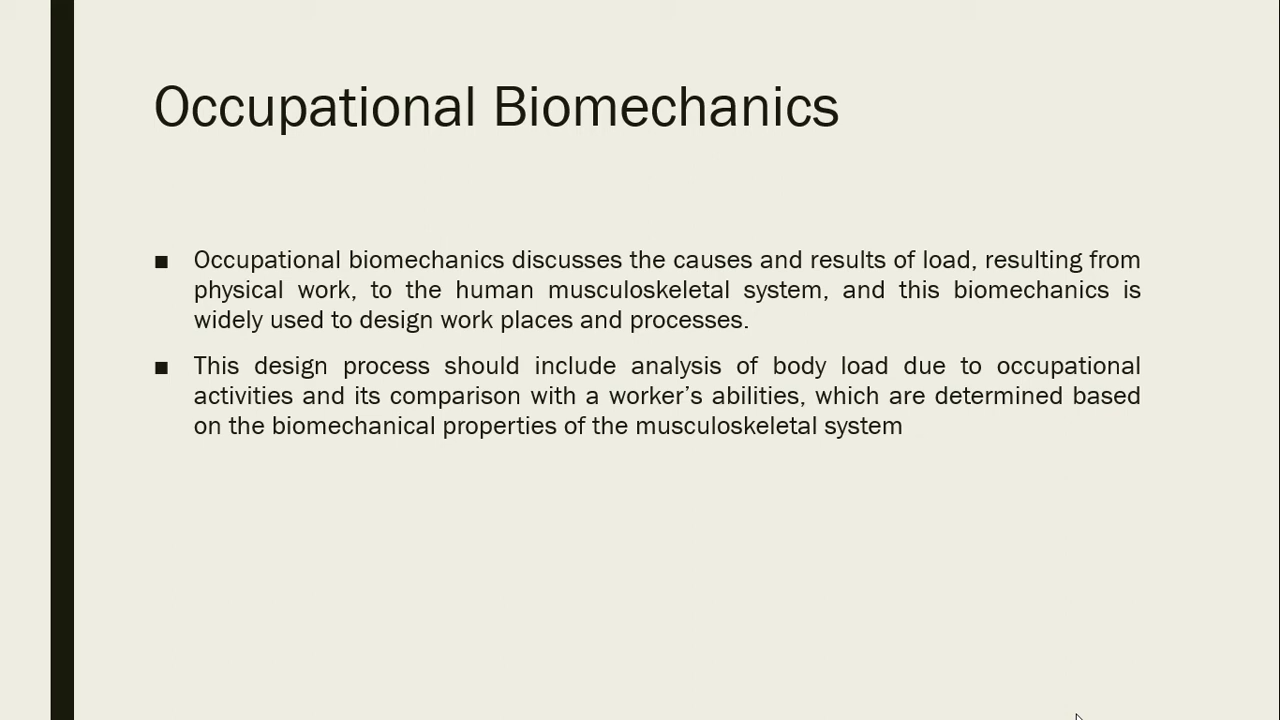 Occupational Biomechanics
■ Occupational biomechanics discusses the causes and results of load, resulting from
physical work, to the human musculoskeletal system, and this biomechanics is
widely used to design work places and processes.
■ This design process should include analysis of body load due to occupational
activities and its comparison with a worker’s abilities, which are determined based
on the biomechanical properties of the musculoskeletal system